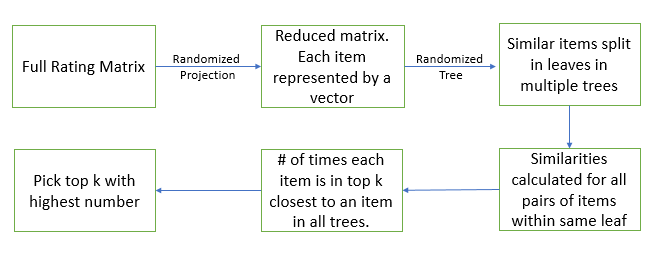 Full Rating Matrix
Randomized
Projection
Reduced matrix.
Each item
represented by a
vector
Randomized
Tree
Similar items split
in leaves in
multiple trees
Similarities
calculated for all
pairs of items
within same leaf
# of times each
item is in top k
closest to an item
in all trees.
Pick top k with
highest number